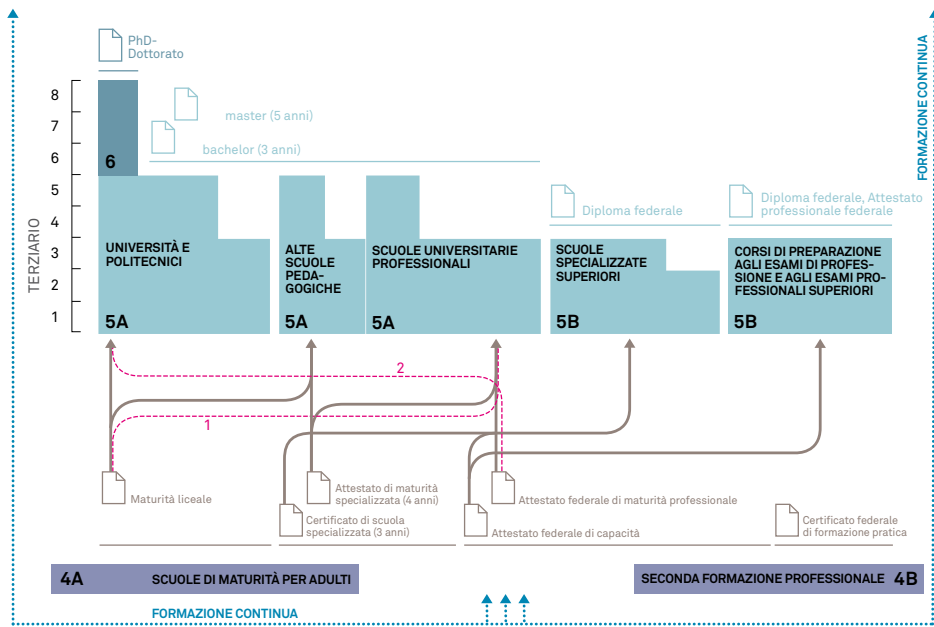 PhD-
Dottorato
FORMAZIONE CONTINUA
TERZIARIO
8
7
6
5
4
3
2
1
master (5 anni)
bachelor (3 anni)
6
Diploma federale
Diploma federale, Attestato
professionale federale
UNIVERSITÀ E
POLITECNICI
5A
ALTE
SCUOLE
PEDA-
GOGICHE
5A
SCUOLE UNIVERSITARIE
PROFESSIONALI
5A
SCUOLE
SPECIALIZZATE
SUPERIORI
5B
CORSI DI PREPARAZIONE
AGLI ESAMI DI PROFES-
SIONE E AGLI ESAMI PRO-
FESSIONALI SUPERIORI
5B
2
1
Maturità liceale
Attestato di maturità
specializzata (4 anni)
Certificato di scuola
specializzata (3 anni)
Attestato federale di maturità professionale
Attestato federale di capacità
Certificato federale
di formazione pratica
4A SCUOLE DI MATURITÀ PER ADULTI
SECONDA FORMAZIONE PROFESSIONALE 4B
FORMAZIONE CONTINUA